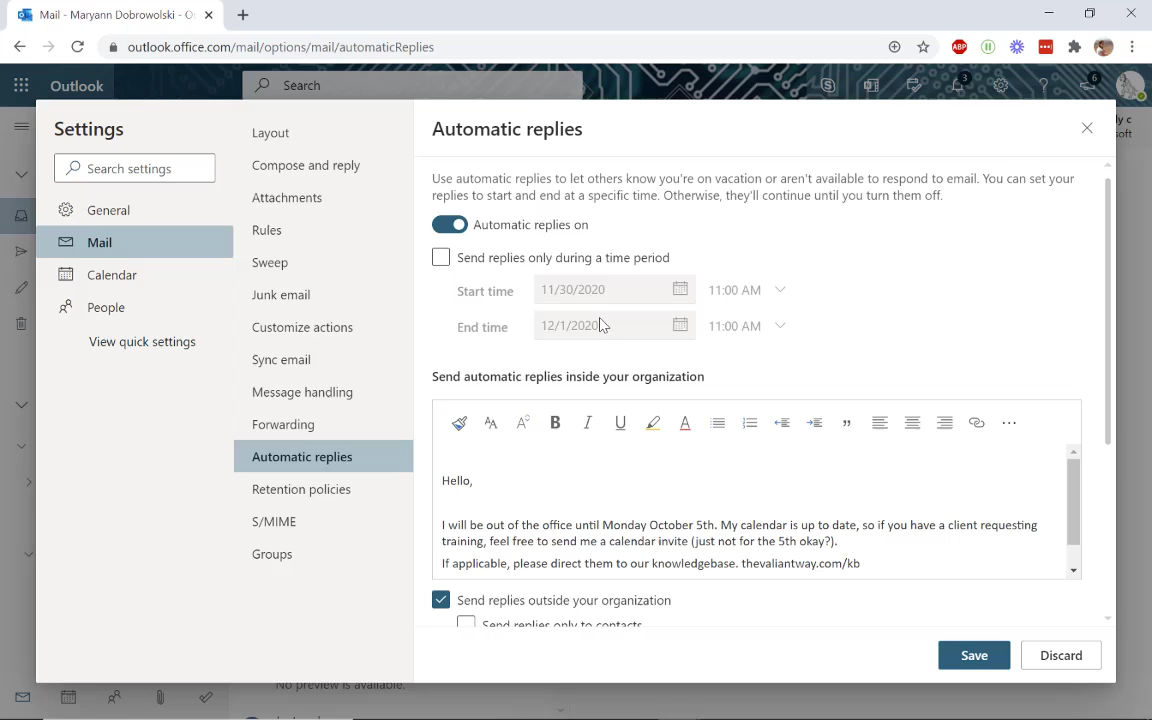 Mail - Maryann Dobrowolski - O
outlook.office.com/mail/options/mail/automaticReplies
ABP
Outlook
Search
3
6
Settings
Search settings
General
Mail
Calendar
People
View quick settings
Layout
Compose and reply
Attachments
Rules
Sweep
Junk email
Customize actions
Sync email
Message handling
Forwarding
Automatic replies
Retention policies
S/MIME
Groups
Automatic replies
Use automatic replies to let others know you're on vacation or aren't available to respond to email. You can set your
replies to start and end at a specific time. Otherwise, they'll continue until you turn them off.
Automatic replies on
Send replies only during a time period
Start time 11/30/2020 11:00 AM
End time 12/1/2020 11:00 AM
Send automatic replies inside your organization
Hello,
I will be out of the office until Monday October 5th. My calendar is up to date, so if you have a client requesting
training, feel free to send me a calendar invite (just not for the 5th okay?).
If applicable, please direct them to our knowledgebase. thevaliantway.com/kb
Send replies outside your organization
Send replies only to contacts
Save
Discard
ly c
soft
No preview is available.